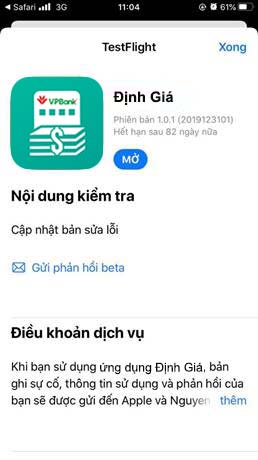 Safari 3G 11:04 61%
TestFlight Xong
VPBank
Định Giá
Phiên bản 1.0.1 (2019123101)
Hết hạn sau 82 ngày nữa
MỞ
Nội dung kiểm tra
Cập nhật bản sửa lỗi
Gửi phản hồi beta
Điều khoản dịch vụ
Khi bạn sử dụng ứng dụng Định Giá, bản
ghi sự cố, thông tin sử dụng và phản hồi của
bạn sẽ được gửi đến Apple và Nguyen thêm